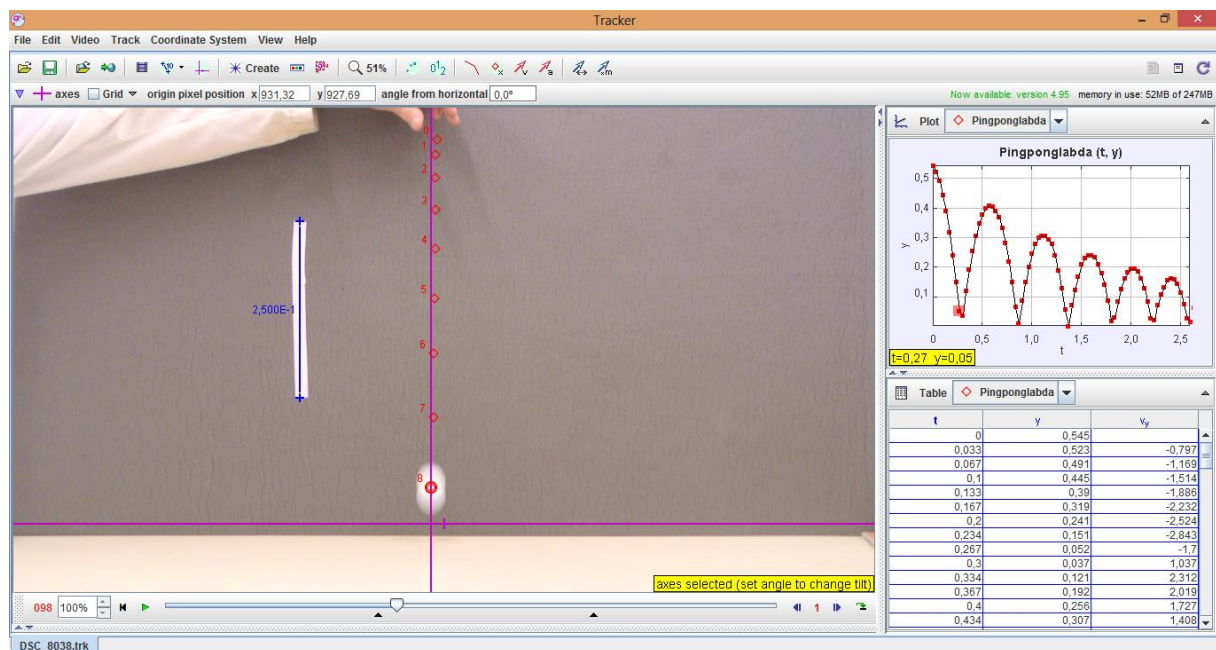 Tracker
File Edit Video Track Coordinate System View Help
Create 51%
axes Grid origin pixel position x 931,32 y 927,69 angle from horizontal 0,0° Now available: version 4.95 memory in use: 52MB of 247MB
0
1
2
3
4
5
6
7
8
2,500E-1
axes selected (set angle to change tilt)
098 100% 1
DSC_8038.trk
Plot Pingponglabda
Pingponglabda (t, y)
0,5
0,4
0,3
0,2
0,1
y
0 0,5 1,0 1,5 2,0 2,5
t
t=0,27 y=0,05
Table Pingponglabda
t y vy
0 0,545
0,033 0,523 -0,797
0,067 0,491 -1,169
0,1 0,445 -1,514
0,133 0,39 -1,886
0,167 0,319 -2,232
0,2 0,241 -2,524
0,234 0,151 -2,843
0,267 0,052 -1,7
0,3 0,037 1,037
0,334 0,121 2,312
0,367 0,192 2,019
0,4 0,256 1,727
0,434 0,307 1,408